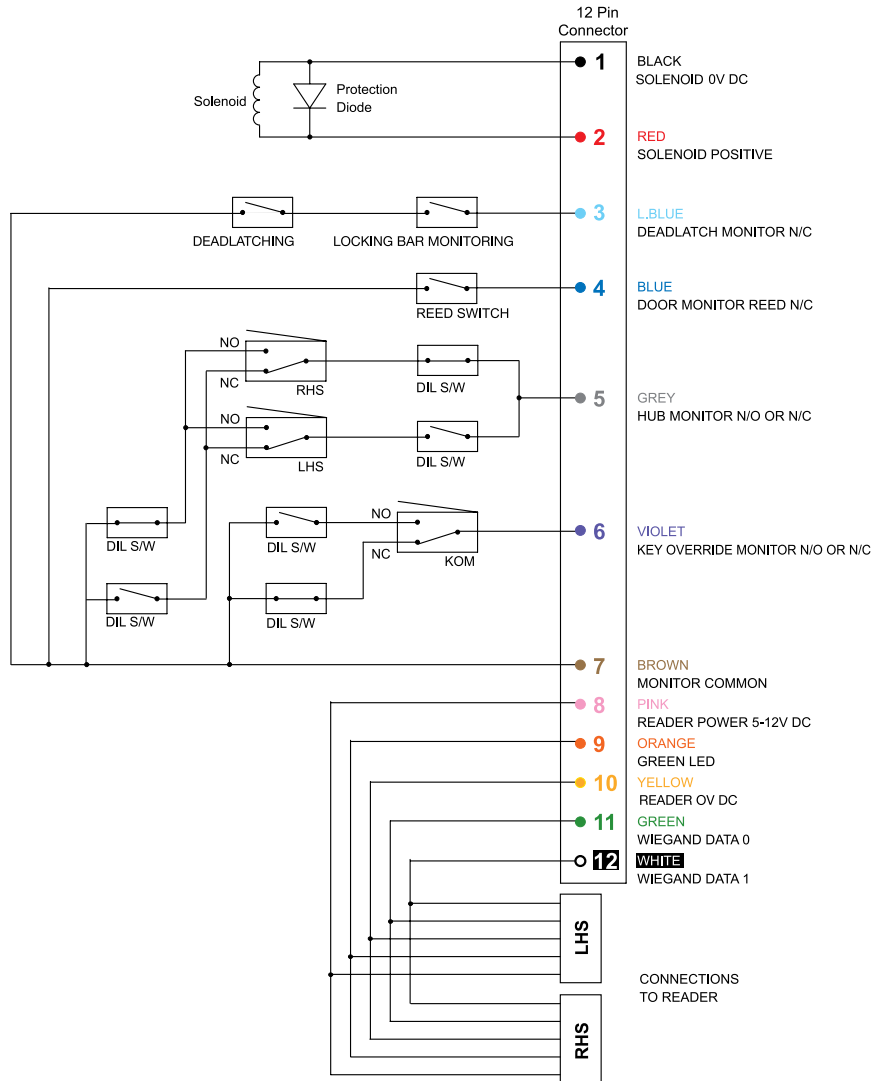 12 Pin
Connector
1
BLACK
SOLENOID 0V DC
Solenoid
Protection
Diode
2
RED
SOLENOID POSITIVE
3
L.BLUE
DEADLATCH MONITOR N/C
DEADLATCHING
LOCKING BAR MONITORING
4
BLUE
DOOR MONITOR REED N/C
REED SWITCH
NO
NC
RHS
DIL S/W
5
GREY
HUB MONITOR N/O OR N/C
NO
NC
LHS
DIL S/W
DIL S/W
DIL S/W
NO
NC
KOM
6
VIOLET
KEY OVERRIDE MONITOR N/O OR N/C
DIL S/W
DIL S/W
7
BROWN
MONITOR COMMON
8
PINK
READER POWER 5-12V DC
9
ORANGE
GREEN LED
10
YELLOW
READER OV DC
11
GREEN
WIEGAND DATA 0
12
WHITE
WIEGAND DATA 1
LHS
CONNECTIONS
TO READER
RHS